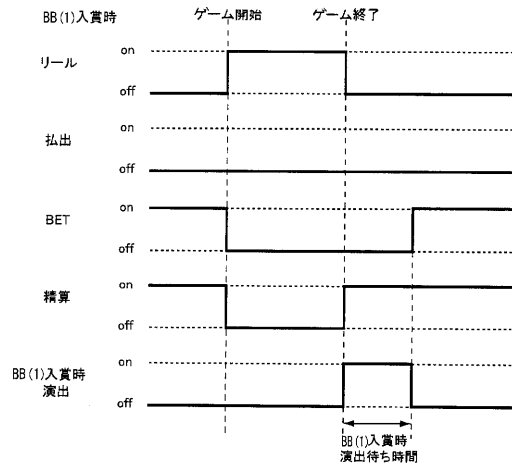 BB(1)入賞時
ゲーム開始
ゲーム終了
リール
on
off
払出
on
off
BET
on
off
精算
on
off
BB(1)入賞時
演出
on
off
BB(1)入賞時
演出待ち時間